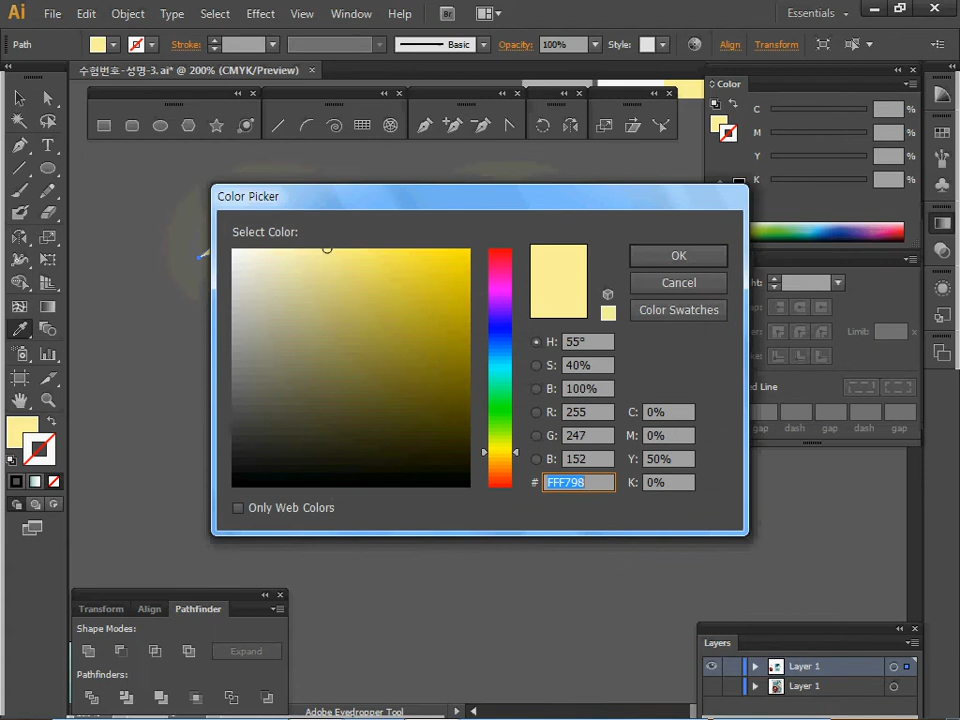 Ai File Edit Object Type Select Effect View Window Help Br Essentials
Path Stroke: Basic Opacity: 100% Style: Align Transform
수험번호-성명-3.ai* @ 200% (CMYK/Preview)
Color
C %
M %
Y %
K %
Color Picker
Select Color:
OK
Cancel
Color Swatches
H: 55°
S: 40%
B: 100%
R: 255 C: 0%
G: 247 M: 0%
B: 152 Y: 50%
# FFF798 K: 0%
Only Web Colors
Limit:
Line
gap dash gap dash gap
Transform Align Pathfinder
Shape Modes:
Expand
Pathfinders:
Layers
Layer 1
Layer 1
Adobe Eyedropper Tool